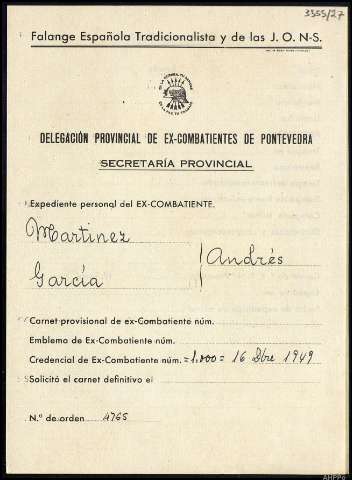 3355/27
Falange Española Tradicionalista y de las J. O. N-S.
DELEGACIÓN PROVINCIAL DE EX-COMBATIENTES DE PONTEVEDRA
SECRETARÍA PROVINCIAL
Expediente personal del EX-COMBATIENTE.
Martinez
García
Andrés
Carnet provisional de ex-Combatiente núm.
Emblema de Ex-Combatiente núm.
Credencial de Ex-Combatiente núm. =1.800= 16 Dbre 1949
Solicitó el carnet definitivo el
N.º de orden 4765
AHPPo